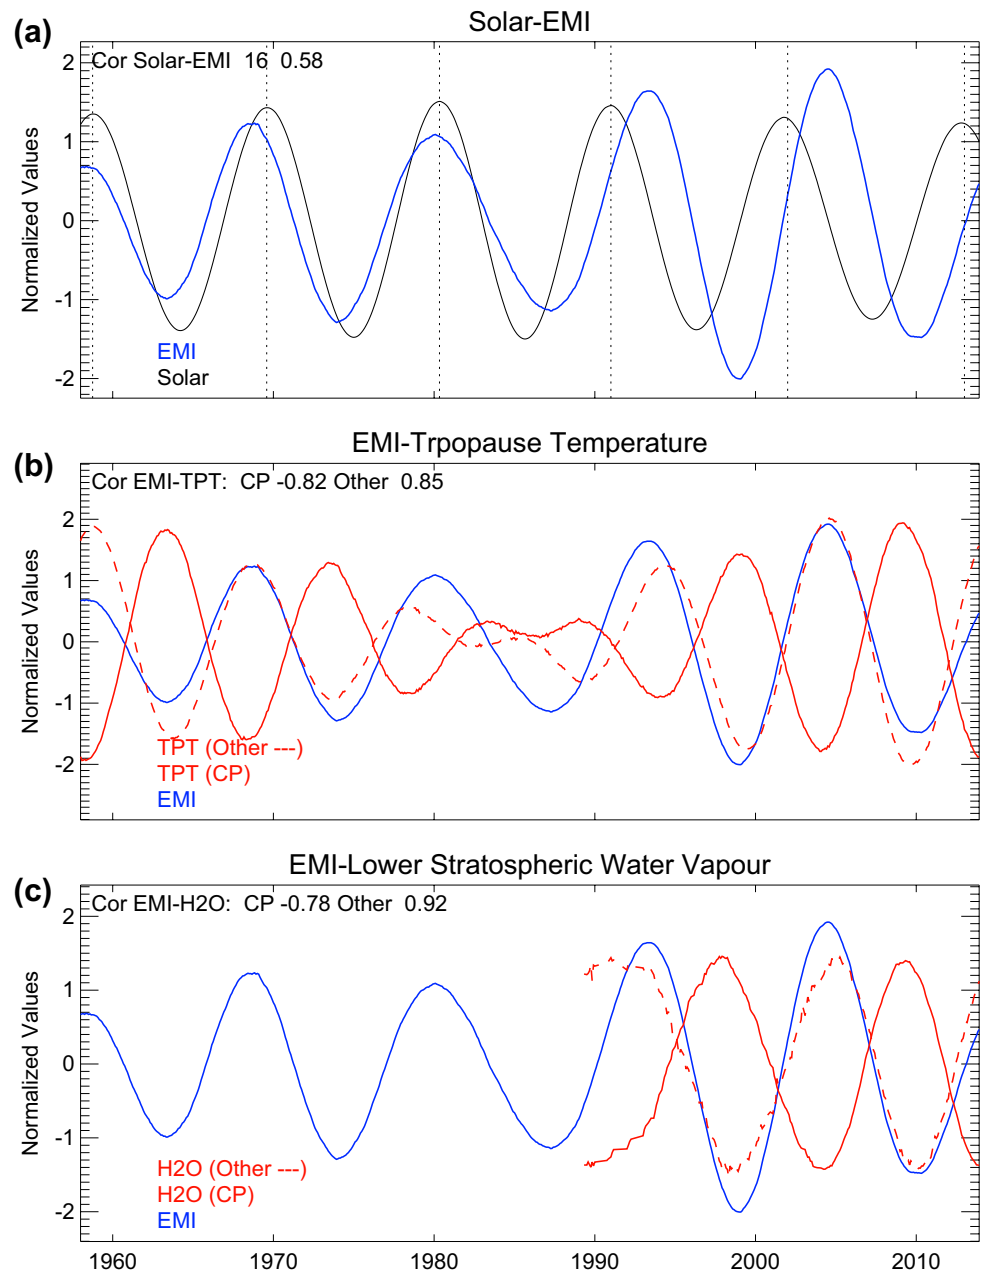 (a)
Solar-EMI
Cor Solar-EMI 16 0.58
Normalized Values
2
1
0
-1
-2
EMI
Solar
(b)
EMI-Trpopause Temperature
Cor EMI-TPT: CP -0.82 Other 0.85
Normalized Values
2
1
0
-1
-2
TPT (Other ---)
TPT (CP)
EMI
(c)
EMI-Lower Stratospheric Water Vapour
Cor EMI-H2O: CP -0.78 Other 0.92
Normalized Values
2
1
0
-1
-2
H2O (Other ---)
H2O (CP)
EMI
1960 1970 1980 1990 2000 2010